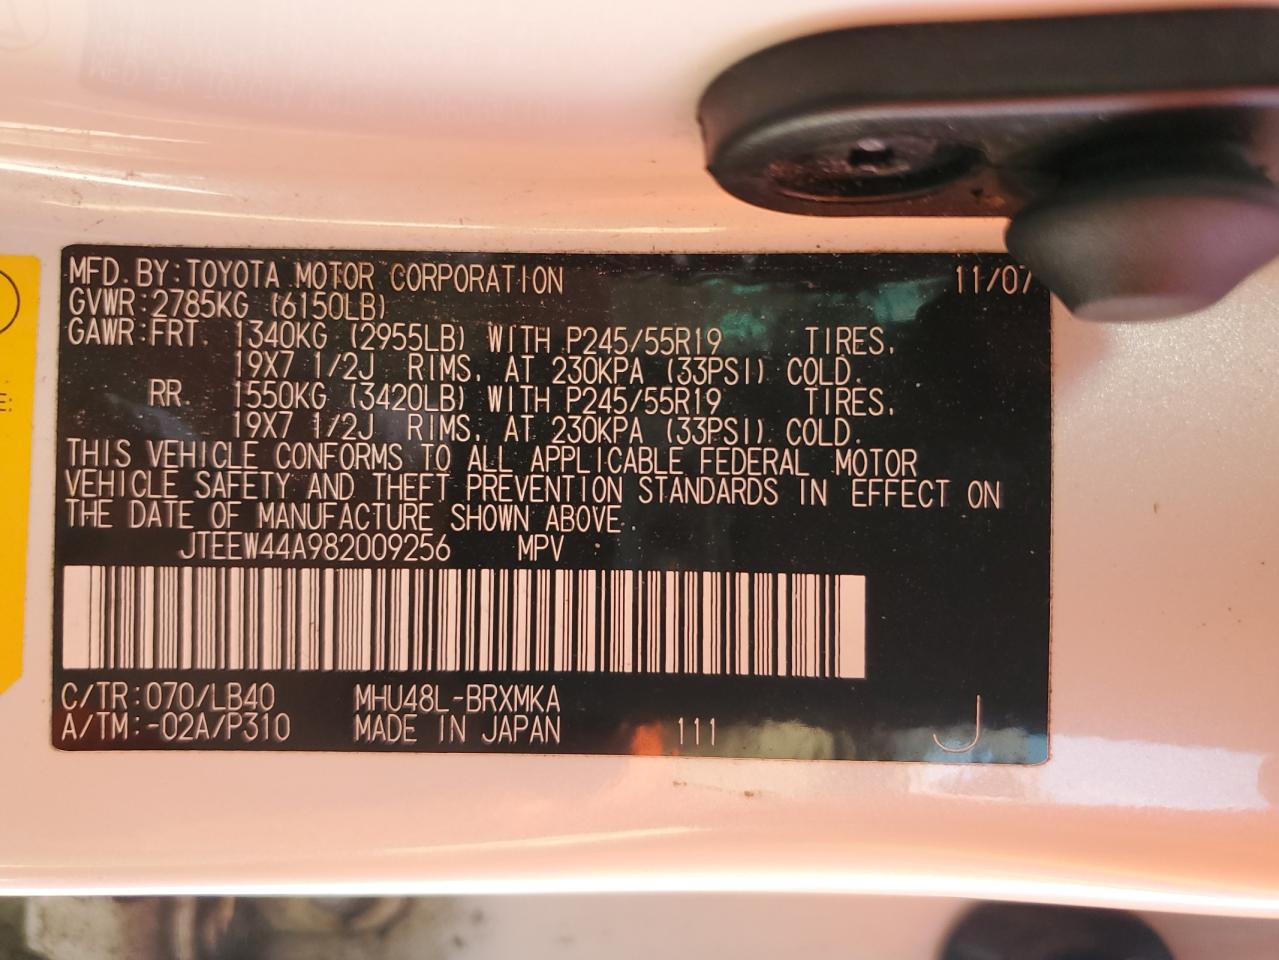 MFD. BY: TOYOTA MOTOR CORPORATION 11/07
GVWR: 2785KG (6150LB)
GAWR: FRT. 1340KG (2955LB) WITH P245/55R19 TIRES,
19X7 1/2J RIMS, AT 230KPA (33PSI) COLD.
RR. 1550KG (3420LB) WITH P245/55R19 TIRES,
19X7 1/2J RIMS, AT 230KPA (33PSI) COLD.
THIS VEHICLE CONFORMS TO ALL APPLICABLE FEDERAL MOTOR
VEHICLE SAFETY AND THEFT PREVENTION STANDARDS IN EFFECT ON
THE DATE OF MANUFACTURE SHOWN ABOVE.
JTEEW44A982009256 MPV
C/TR: 070/LB40 MHU48L-BRXMKA
A/TM: -02A/P310 MADE IN JAPAN 111 J
E: